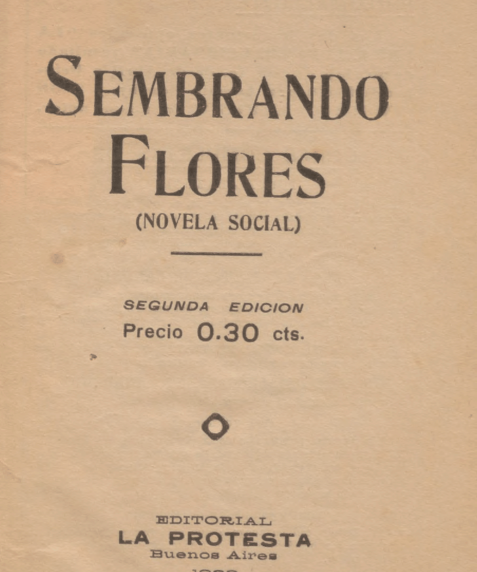 SEMBRANDO
FLORES
(NOVELA SOCIAL)
SEGUNDA EDICION
Precio 0.30 cts.
EDITORIAL
LA PROTESTA
Buenos Aires